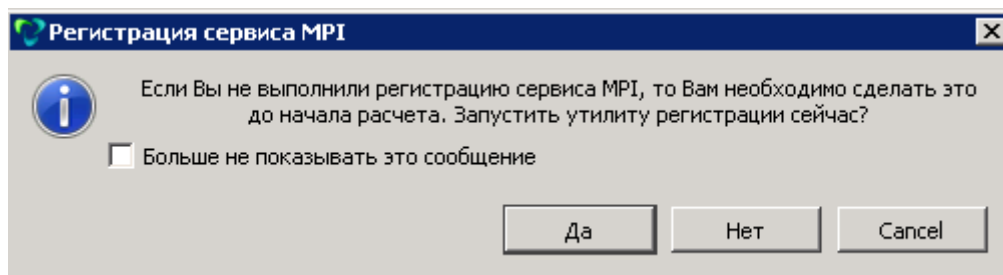 Регистрация сервиса MPI
Если Вы не выполнили регистрацию сервиса MPI, то Вам необходимо сделать это
до начала расчета. Запустить утилиту регистрации сейчас?
Больше не показывать это сообщение
Да Нет Cancel